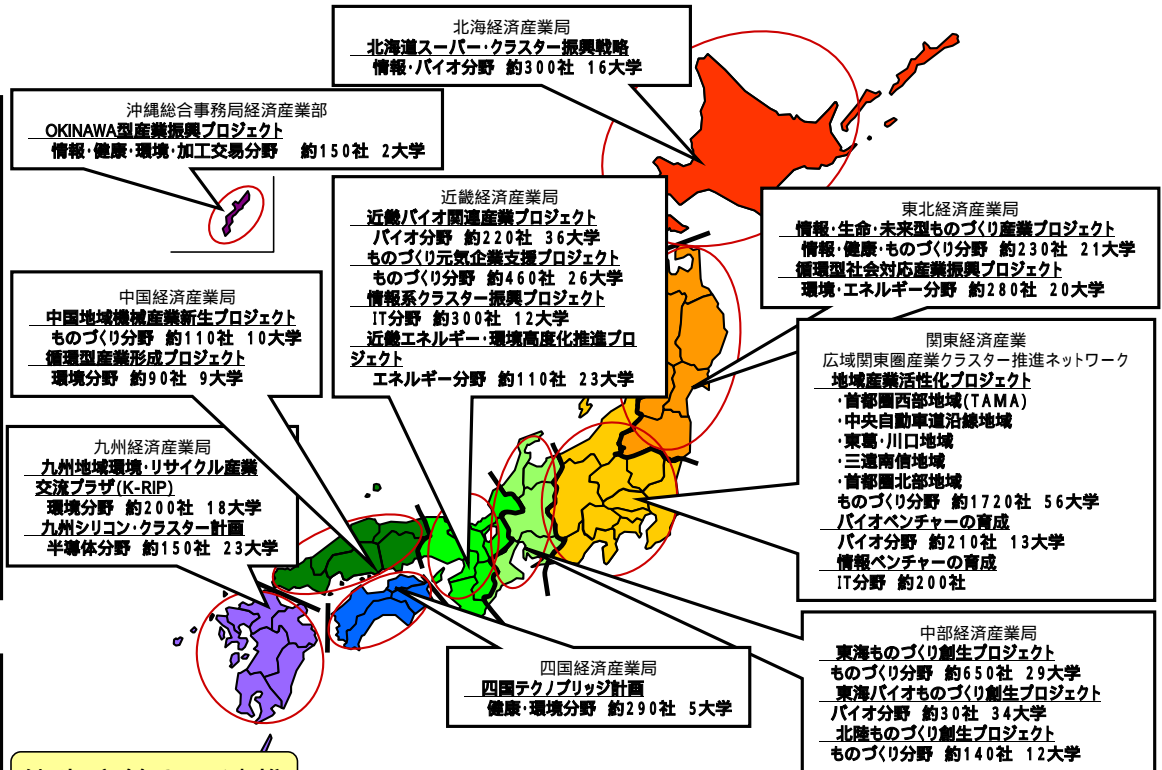 北海経済産業局
北海道スーパー・クラスター振興戦略
情報・バイオ分野 約300社 16大学
沖縄総合事務局経済産業部
OKINAWA型産業振興プロジェクト
情報・健康・環境・加工交易分野 約150社 2大学
近畿経済産業局
近畿バイオ関連産業プロジェクト
バイオ分野 約220社 36大学
ものづくり元気企業支援プロジェクト
ものづくり分野 約460社 26大学
情報系クラスター振興プロジェクト
IT分野 約300社 12大学
近畿エネルギー・環境高度化推進プロ
ジェクト
エネルギー分野 約110社 23大学
東北経済産業局
情報・生命・未来型ものづくり産業プロジェクト
情報・健康・ものづくり分野 約230社 21大学
循環型社会対応産業振興プロジェクト
環境・エネルギー分野 約280社 20大学
中国経済産業局
中国地域機械産業新生プロジェクト
ものづくり分野 約110社 10大学
循環型産業形成プロジェクト
環境分野 約90社 9大学
関東経済産業
広域関東圏産業クラスター推進ネットワーク
地域産業活性化プロジェクト
・首都圏西部地域(TAMA)
・中央自動車道沿線地域
・東葛・川口地域
・三遠南信地域
・首都圏北部地域
ものづくり分野 約1720社 56大学
バイオベンチャーの育成
バイオ分野 約210社 13大学
情報ベンチャーの育成
IT分野 約200社
九州経済産業局
九州地域環境・リサイクル産業
交流プラザ(K-RIP)
環境分野 約200社 18大学
九州シリコン・クラスター計画
半導体分野 約150社 23大学
四国経済産業局
四国テクノブリッジ計画
健康・環境分野 約290社 5大学
中部経済産業局
東海ものづくり創生プロジェクト
ものづくり分野 約650社 29大学
東海バイオものづくり創生プロジェクト
バイオ分野 約30社 34大学
北陸ものづくり創生プロジェクト
ものづくり分野 約140社 12大学